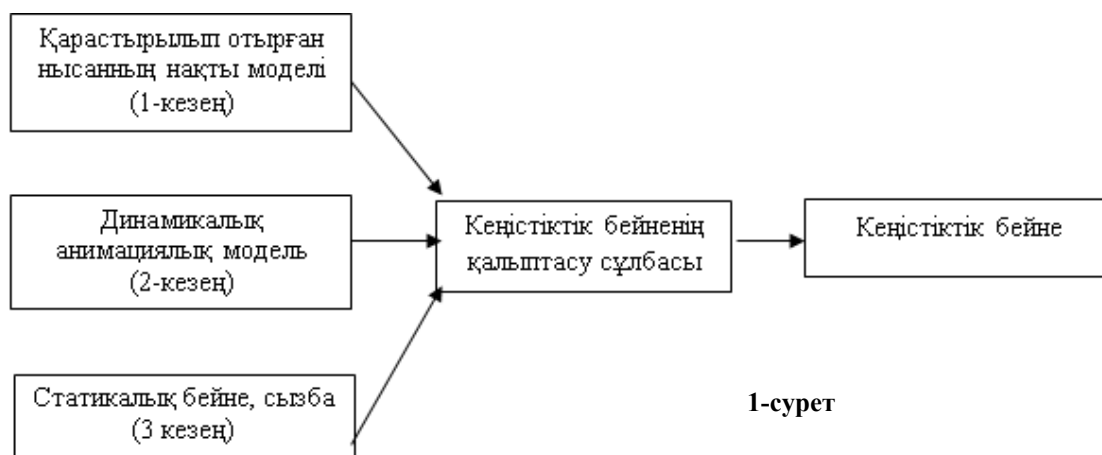 Қарастырылып отырған
нысанның нақты моделі
(1-кезең)
Динамикалық
анимациялық модель
(2-кезең)
Статикалық бейне, сызба
(3 кезең)
Кеңістіктік бейненің
қалыптасу сұлбасы
Кеңістіктік бейне
1-сурет